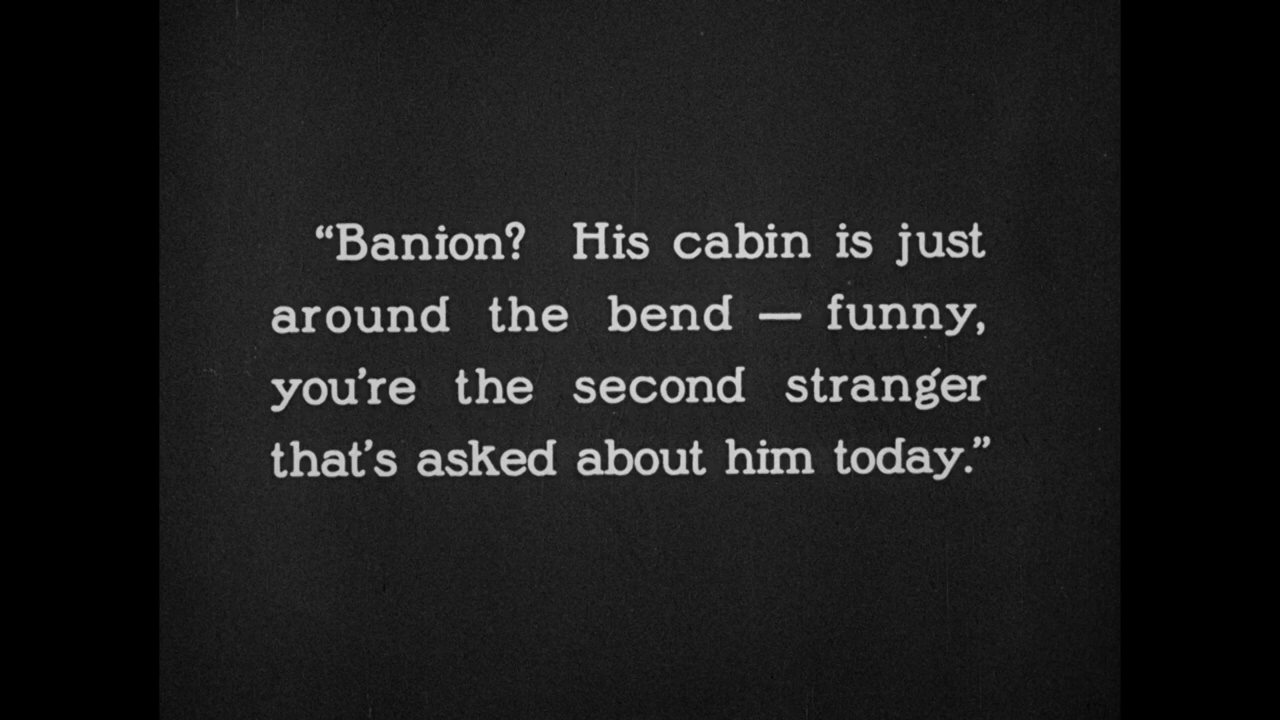 “Banion? His cabin is just
around the bend — funny,
you’re the second stranger
that’s asked about him today.”